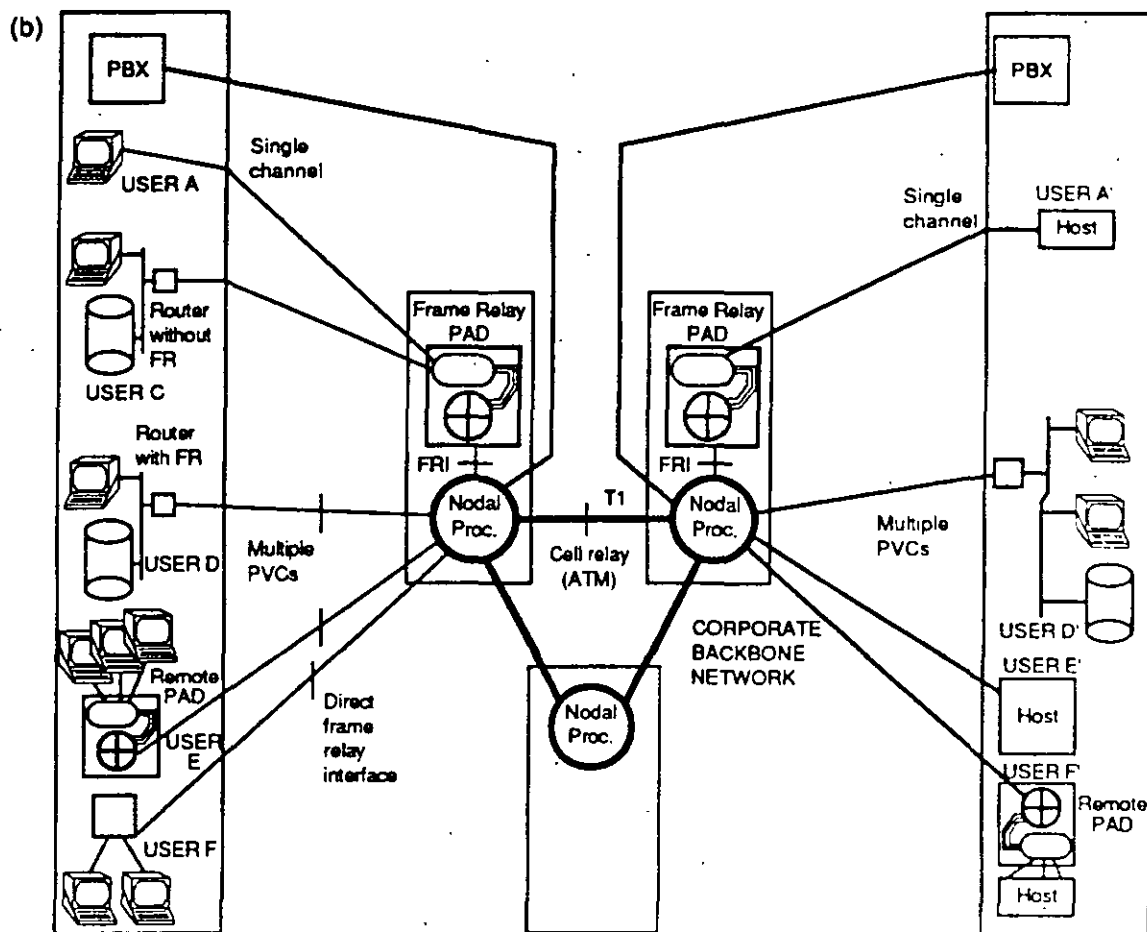 (b)
PBX
USER A
Single
channel
Router
without
FR
USER C
Router
with FR
USER D
Multiple
PVCs
Remote
PAD
USER
E
Direct
frame
relay
interface
USER F
Frame Relay
PAD
FRI
Nodal
Proc.
T1
Cell relay
(ATM)
Frame Relay
PAD
FRI
Nodal
Proc.
CORPORATE
BACKBONE
NETWORK
Nodal
Proc.
PBX
USER A'
Host
Single
channel
Multiple
PVCs
USER D'
USER E'
Host
USER F'
Remote
PAD
Host